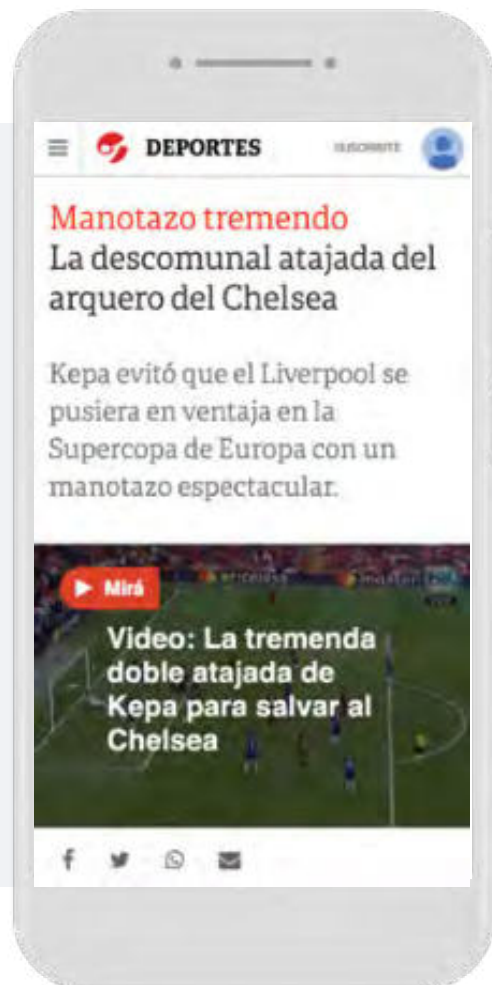 DEPORTES
SUSCRIBITE
Manotazo tremendo
La descomunal atajada del
arquero del Chelsea
Kepa evitó que el Liverpool se
pusiera en ventaja en la
Supercopa de Europa con un
manotazo espectacular.
Mirá
Video: La tremenda
doble atajada de
Kepa para salvar al
Chelsea